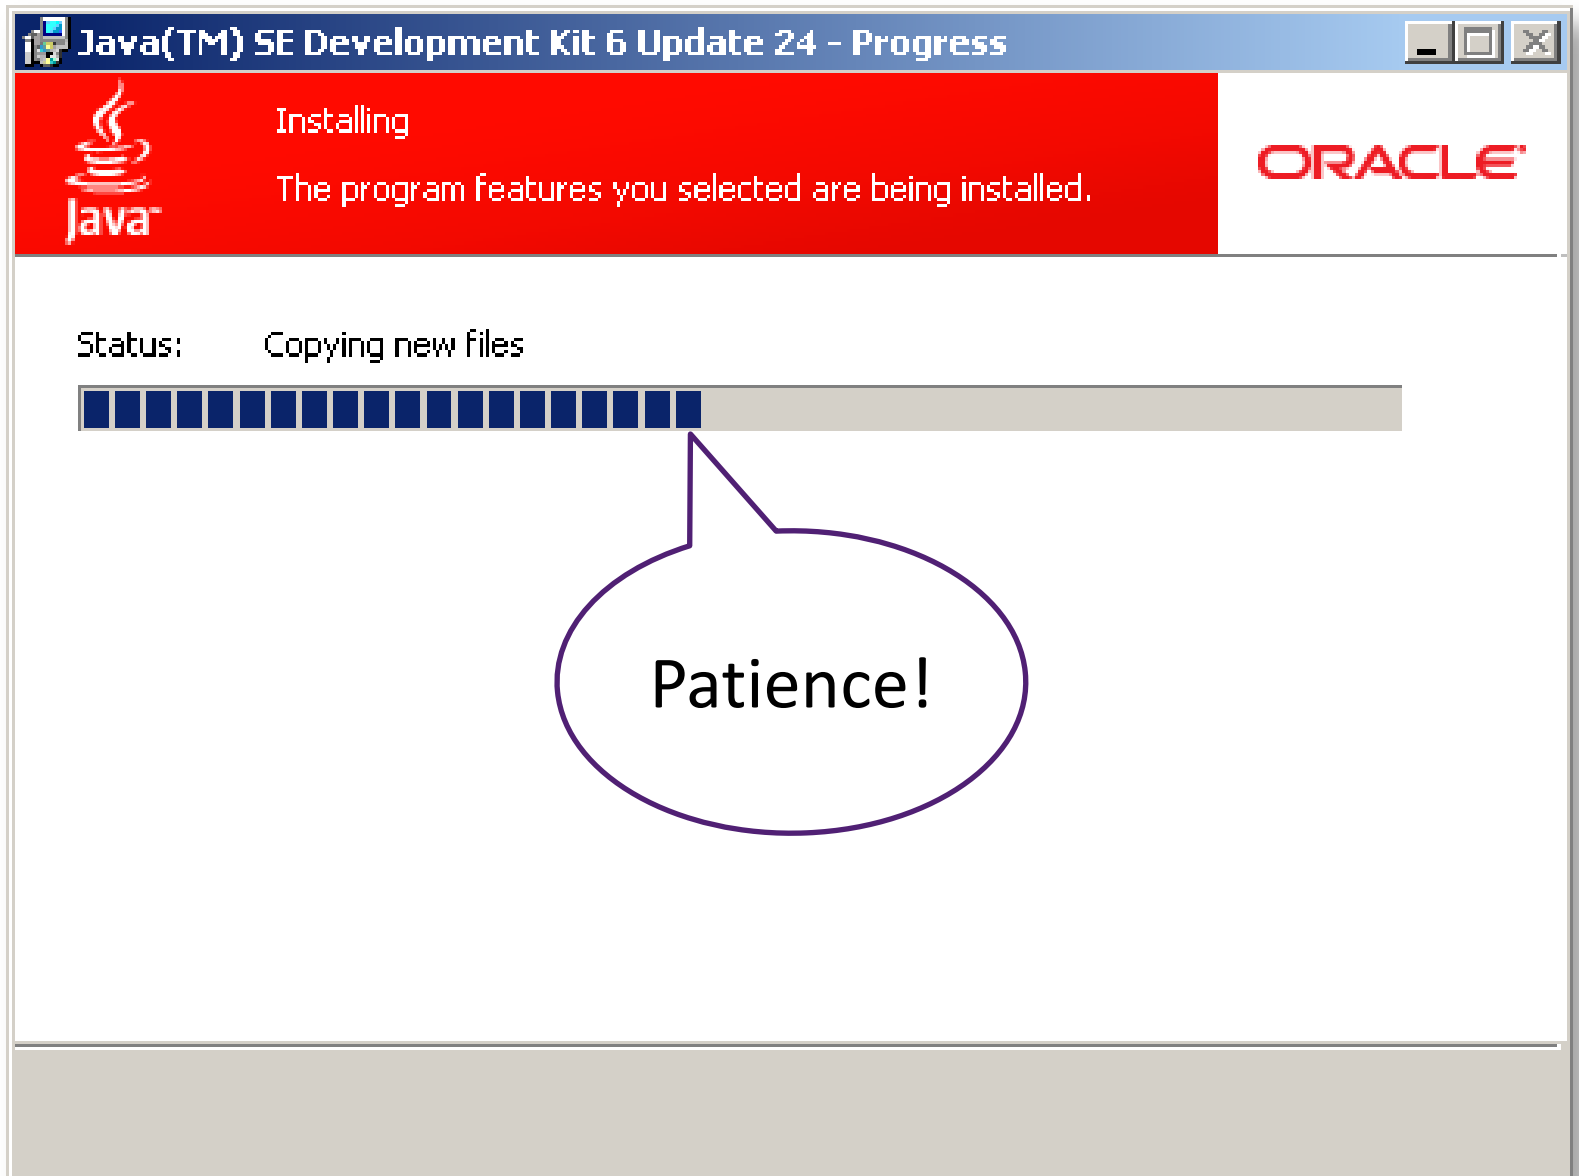 Java(TM) SE Development Kit 6 Update 24 - Progress
Installing
The program features you selected are being installed.
Java™
ORACLE®
Status: Copying new files
Patience!